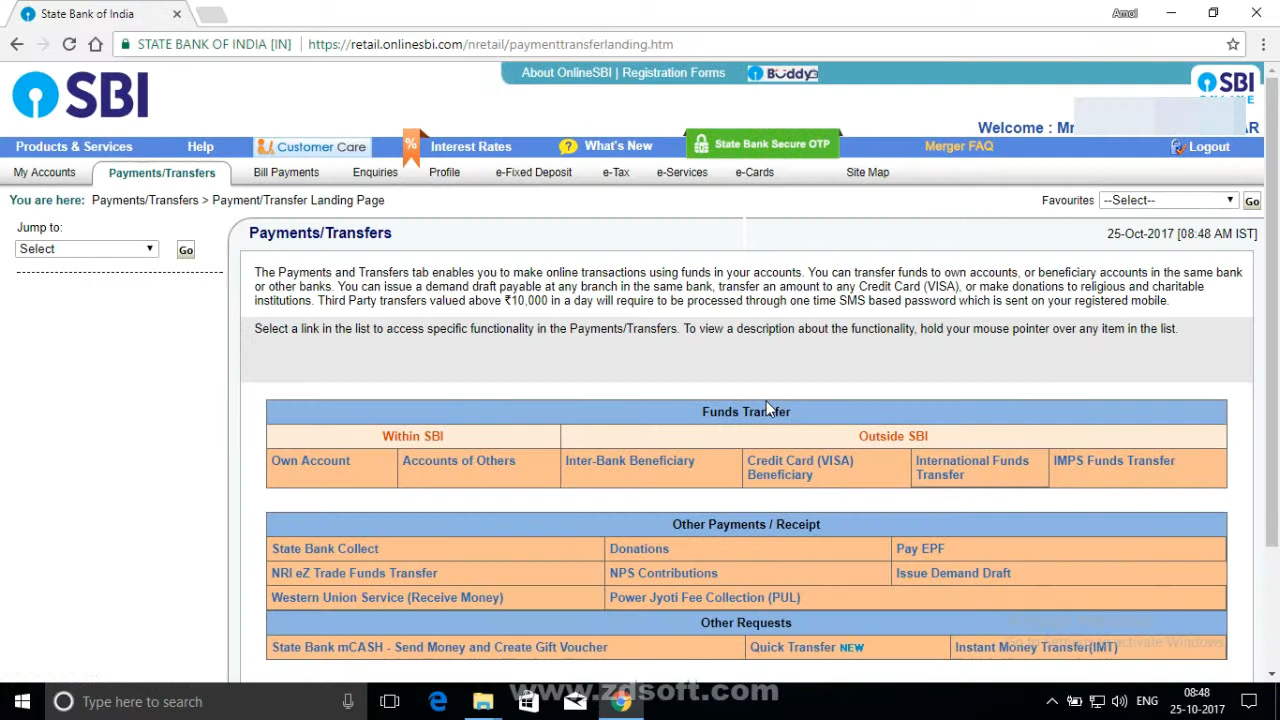 State Bank of India
Amol
STATE BANK OF INDIA [IN] https://retail.onlinesbi.com/nretail/paymenttransferlanding.htm
SBI
About OnlineSBI | Registration Forms Buddy
SBI
Welcome : Mr AR
Products & Services Help Customer Care % Interest Rates ? What's New State Bank Secure OTP Merger FAQ Logout
My Accounts Payments/Transfers Bill Payments Enquiries Profile e-Fixed Deposit e-Tax e-Services e-Cards Site Map
You are here: Payments/Transfers > Payment/Transfer Landing Page Favourites --Select-- Go
Jump to:
Select Go
Payments/Transfers 25-Oct-2017 [08:48 AM IST]
The Payments and Transfers tab enables you to make online transactions using funds in your accounts. You can transfer funds to own accounts, or beneficiary accounts in the same bank
or other banks. You can issue a demand draft payable at any branch in the same bank, transfer an amount to any Credit Card (VISA), or make donations to religious and charitable
institutions. Third Party transfers valued above ₹10,000 in a day will require to be processed through one time SMS based password which is sent on your registered mobile.
Select a link in the list to access specific functionality in the Payments/Transfers. To view a description about the functionality, hold your mouse pointer over any item in the list.
Funds Transfer
Within SBI Outside SBI
Own Account Accounts of Others Inter-Bank Beneficiary Credit Card (VISA) Beneficiary International Funds Transfer IMPS Funds Transfer
Other Payments / Receipt
State Bank Collect Donations Pay EPF
NRI eZ Trade Funds Transfer NPS Contributions Issue Demand Draft
Western Union Service (Receive Money) Power Jyoti Fee Collection (PUL)
Other Requests
State Bank mCASH - Send Money and Create Gift Voucher Quick Transfer NEW Instant Money Transfer(IMT)
Type here to search
www.zdsoft.com
ENG
08:48
25-10-2017